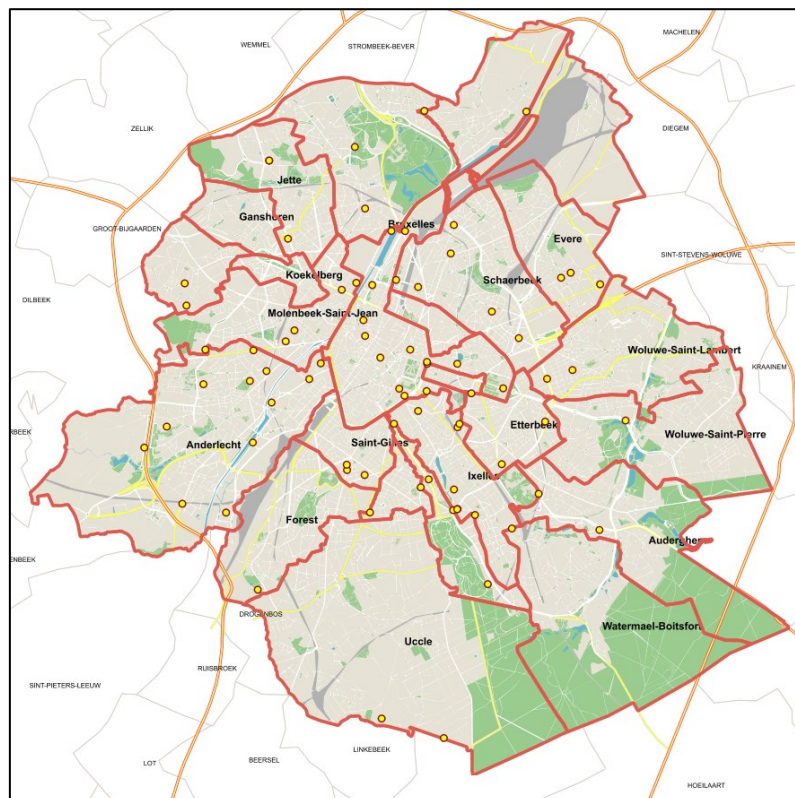 MACHELEN
WEMMEL
STROMBEEK-BEVER
ZELLIK
DIEGEM
Jette
Ganshoren
Bruxelles
GROOT-BIJGAARDEN
Evere
SINT-STEVENS-WOLUWE
Koekelberg
Schaerbeek
DILBEEK
Molenbeek-Saint-Jean
Woluwe-Saint-Lambert
KRAAINEM
Etterbeek
Woluwe-Saint-Pierre
Anderlecht
Saint-Gilles
Ixelles
Forest
Auderghem
DROGENBOS
Watermael-Boitsfort
Uccle
RUISBROEK
SINT-PIETERS-LEEUW
LINKEBEEK
LOT
BEERSEL
HOEILAART